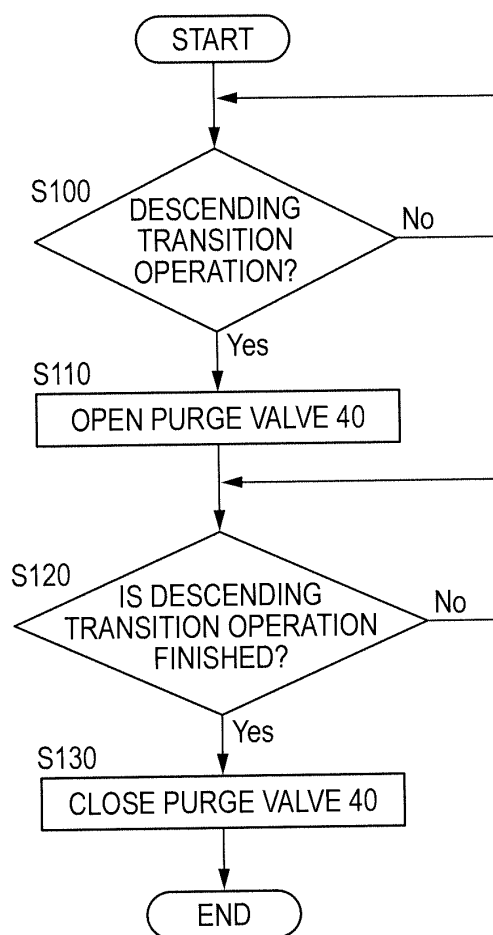 START
S100
DESCENDING
TRANSITION
OPERATION?
No
Yes
S110
OPEN PURGE VALVE 40
S120
IS DESCENDING
TRANSITION OPERATION
FINISHED?
No
Yes
S130
CLOSE PURGE VALVE 40
END